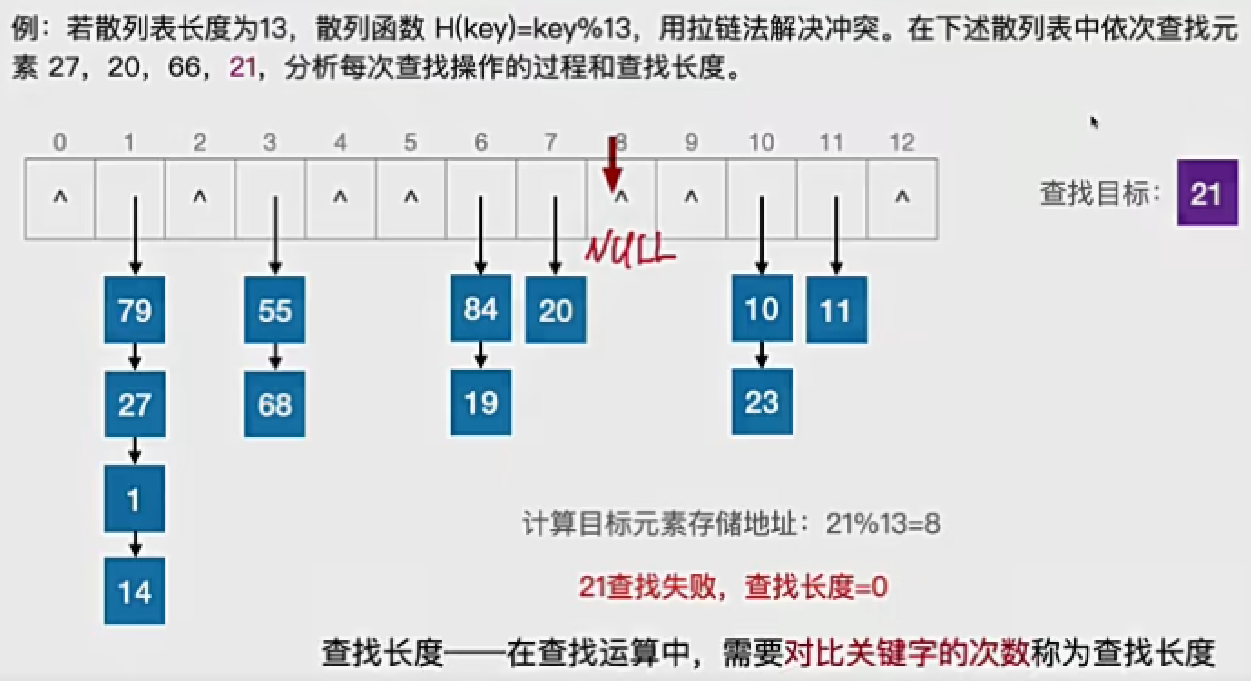 例：若散列表长度为13，散列函数 H(key)=key%13，用拉链法解决冲突。在下述散列表中依次查找元
素 27，20，66，21，分析每次查找操作的过程和查找长度。
0 1 2 3 4 5 6 7 8 9 10 11 12
^ ^ ^ ^ ^ ^ ^
查找目标： 21
NULL
79 55 84 20 10 11
27 68 19 23
1
14
计算目标元素存储地址：21%13=8
21查找失败，查找长度=0
查找长度——在查找运算中，需要对比关键字的次数称为查找长度